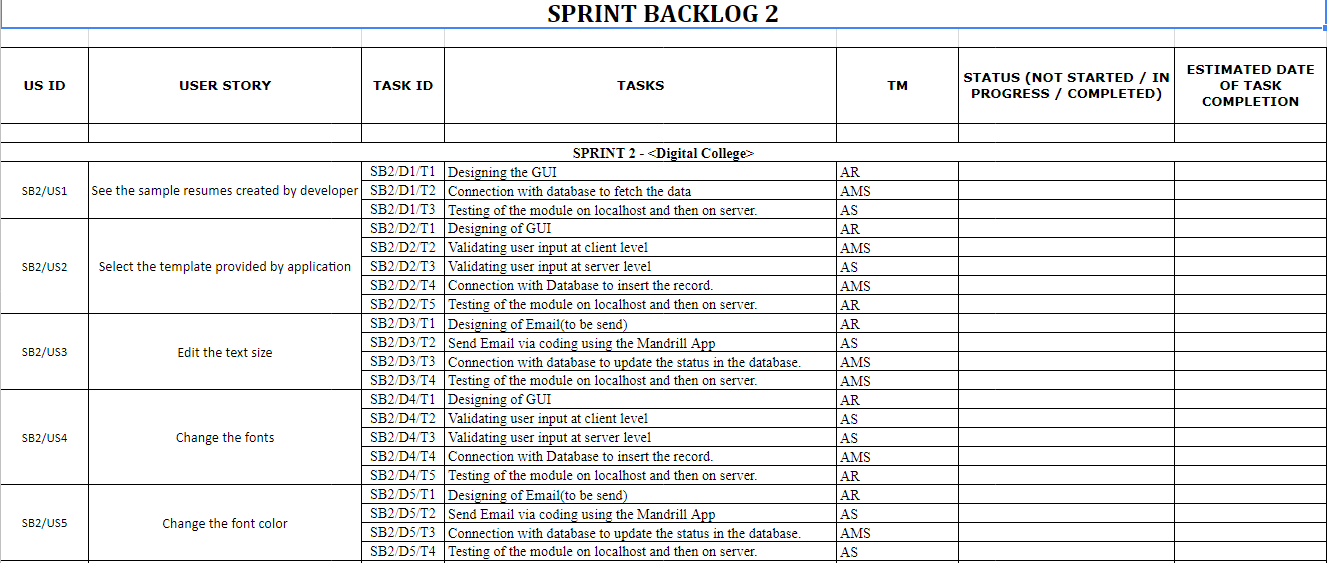 SPRINT BACKLOG 2
US ID USER STORY TASK ID TASKS TM STATUS (NOT STARTED / IN PROGRESS / COMPLETED) ESTIMATED DATE OF TASK COMPLETION
SPRINT 2 - <Digital College>
SB2/US1 See the sample resumes created by developer SB2/D1/T1 Designing the GUI AR
SB2/D1/T2 Connection with database to fetch the data AMS
SB2/D1/T3 Testing of the module on localhost and then on server. AS
SB2/US2 Select the template provided by application SB2/D2/T1 Designing of GUI AR
SB2/D2/T2 Validating user input at client level AMS
SB2/D2/T3 Validating user input at server level AS
SB2/D2/T4 Connection with Database to insert the record. AMS
SB2/D2/T5 Testing of the module on localhost and then on server. AR
SB2/US3 Edit the text size SB2/D3/T1 Designing of Email(to be send) AR
SB2/D3/T2 Send Email via coding using the Mandrill App AS
SB2/D3/T3 Connection with database to update the status in the database. AMS
SB2/D3/T4 Testing of the module on localhost and then on server. AMS
SB2/US4 Change the fonts SB2/D4/T1 Designing of GUI AR
SB2/D4/T2 Validating user input at client level AS
SB2/D4/T3 Validating user input at server level AS
SB2/D4/T4 Connection with Database to insert the record. AMS
SB2/D4/T5 Testing of the module on localhost and then on server. AR
SB2/US5 Change the font color SB2/D5/T1 Designing of Email(to be send) AR
SB2/D5/T2 Send Email via coding using the Mandrill App AS
SB2/D5/T3 Connection with database to update the status in the database. AMS
SB2/D5/T4 Testing of the module on localhost and then on server. AS